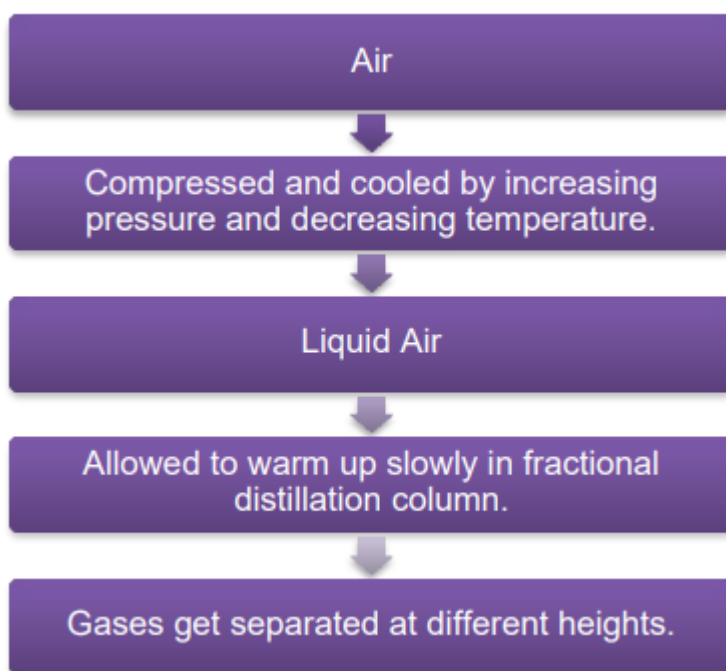 Air
Compressed and cooled by increasing
pressure and decreasing temperature.
Liquid Air
Allowed to warm up slowly in fractional
distillation column.
Gases get separated at different heights.